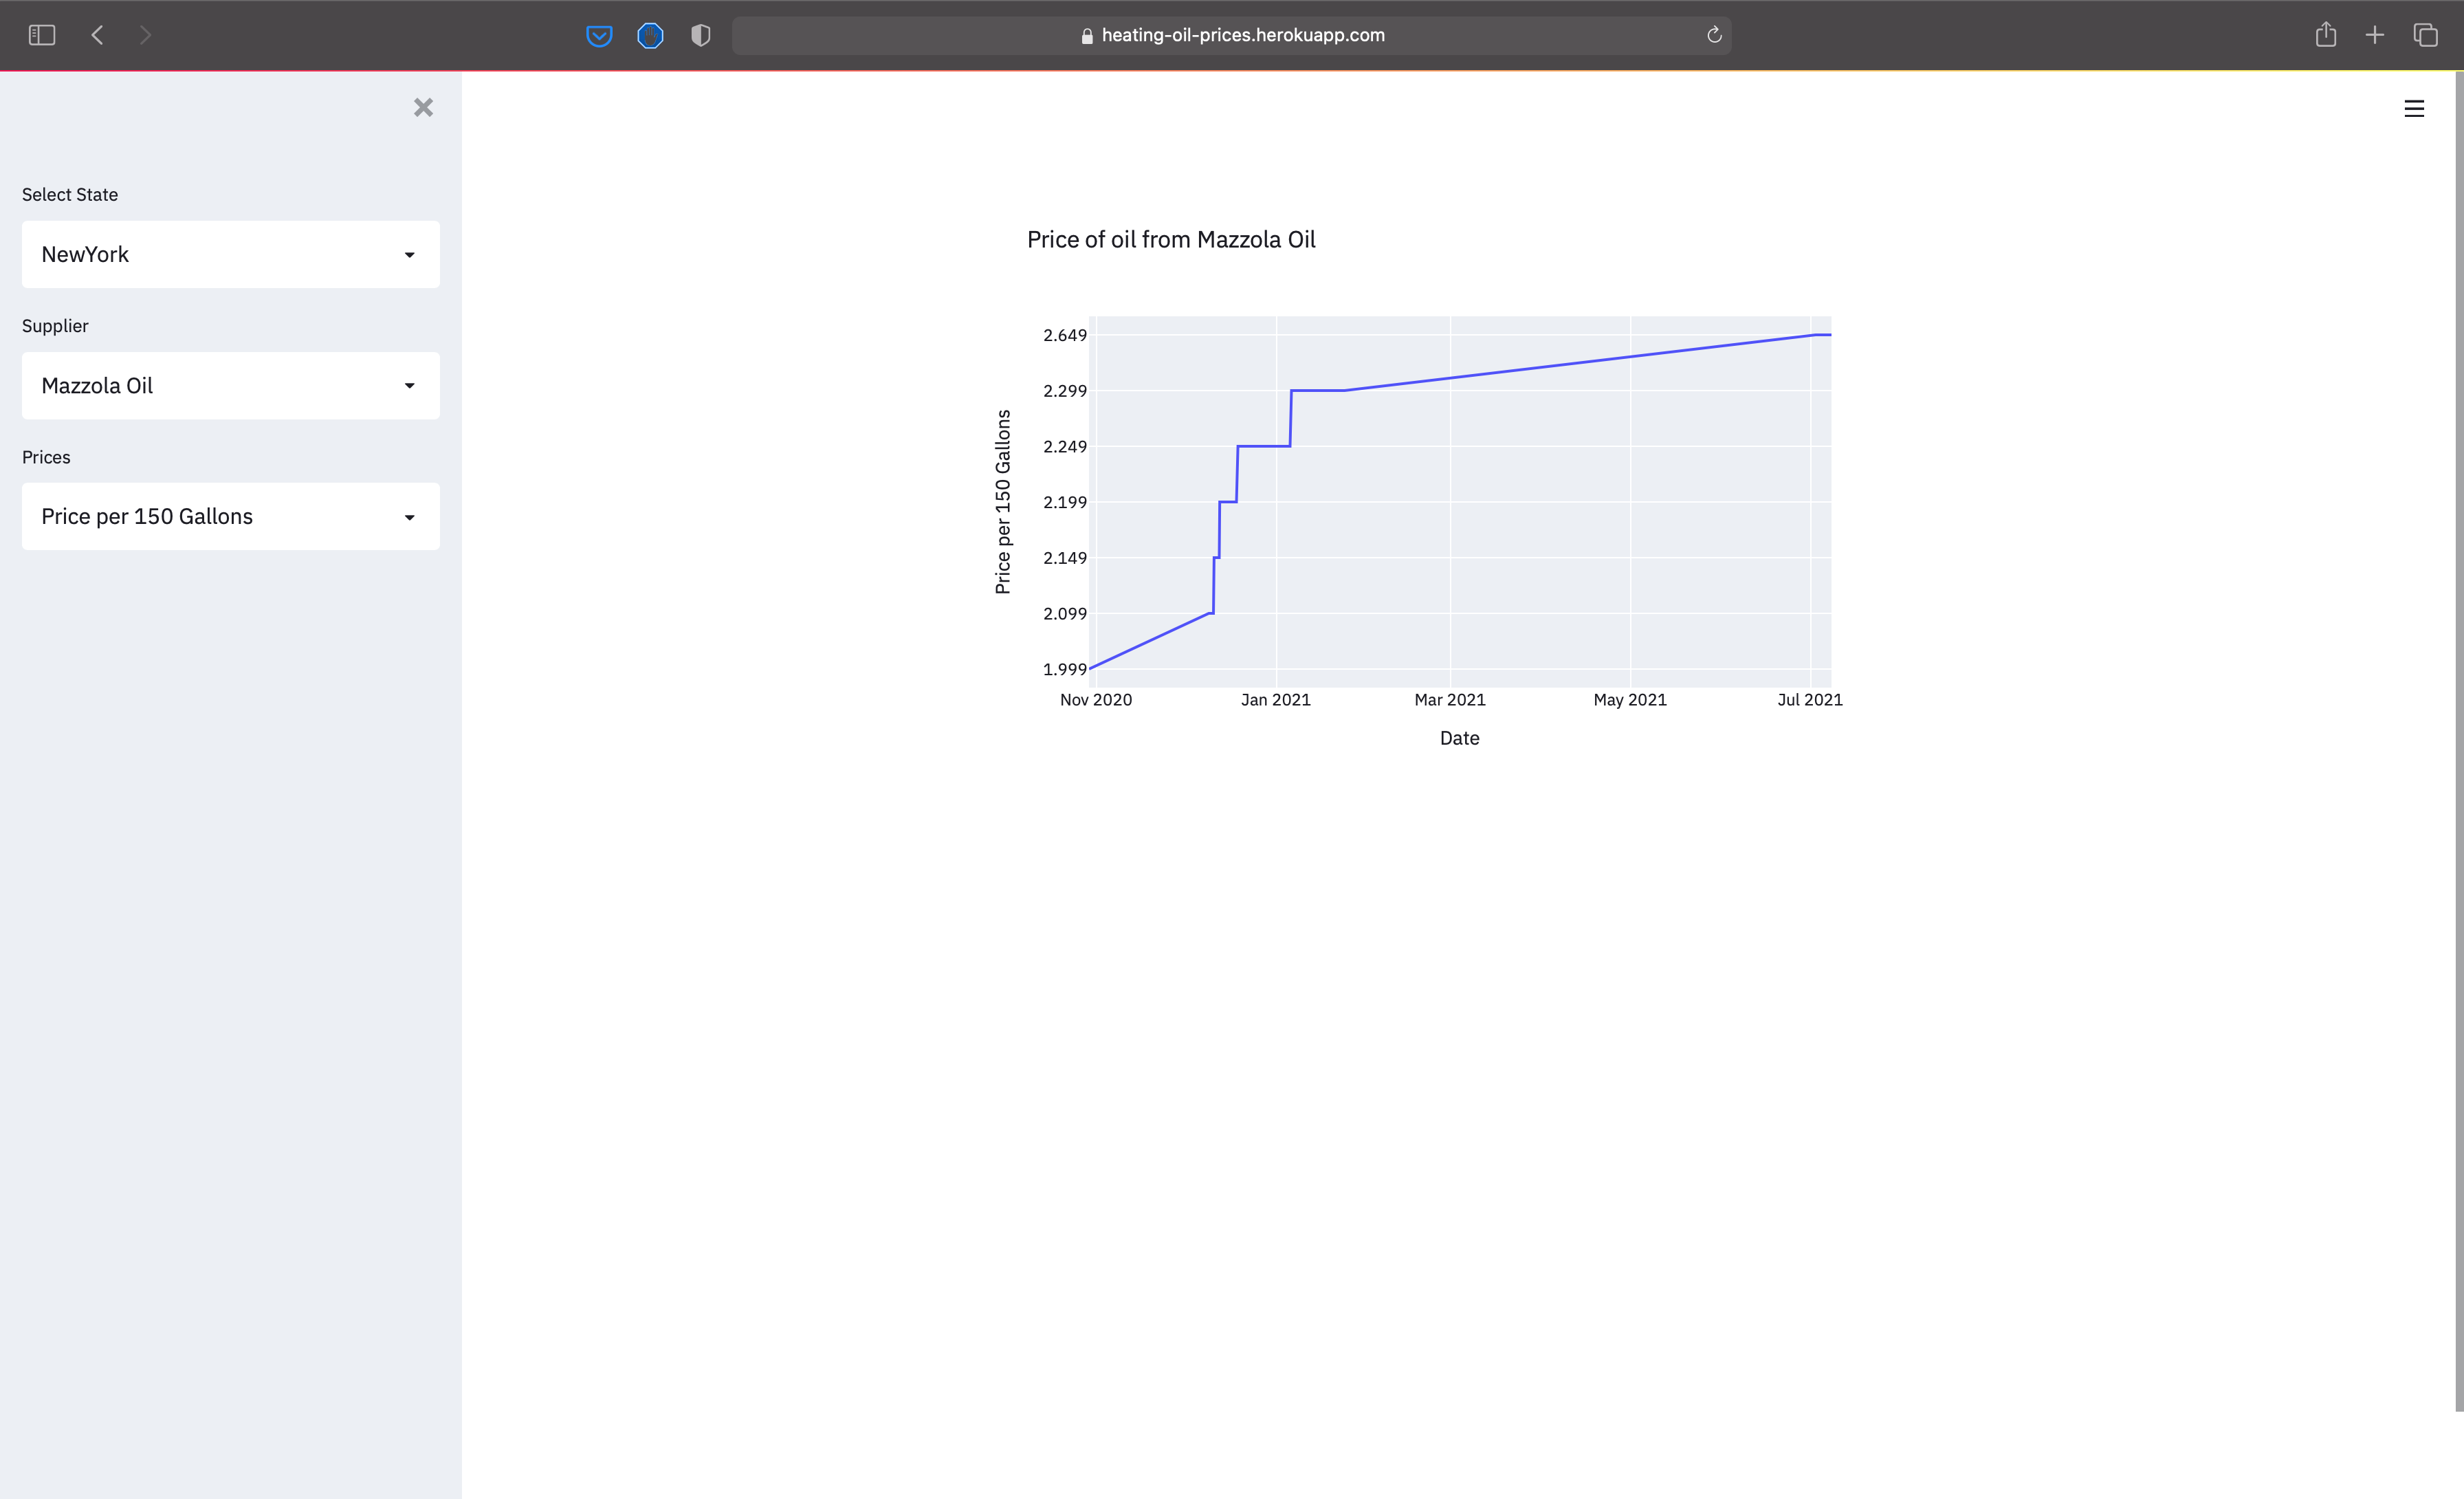 heating-oil-prices.herokuapp.com
Select State
NewYork
Supplier
Mazzola Oil
Prices
Price per 150 Gallons
Price of oil from Mazzola Oil
Price per 150 Gallons
2.649
2.299
2.249
2.199
2.149
2.099
1.999
Nov 2020 Jan 2021 Mar 2021 May 2021 Jul 2021
Date